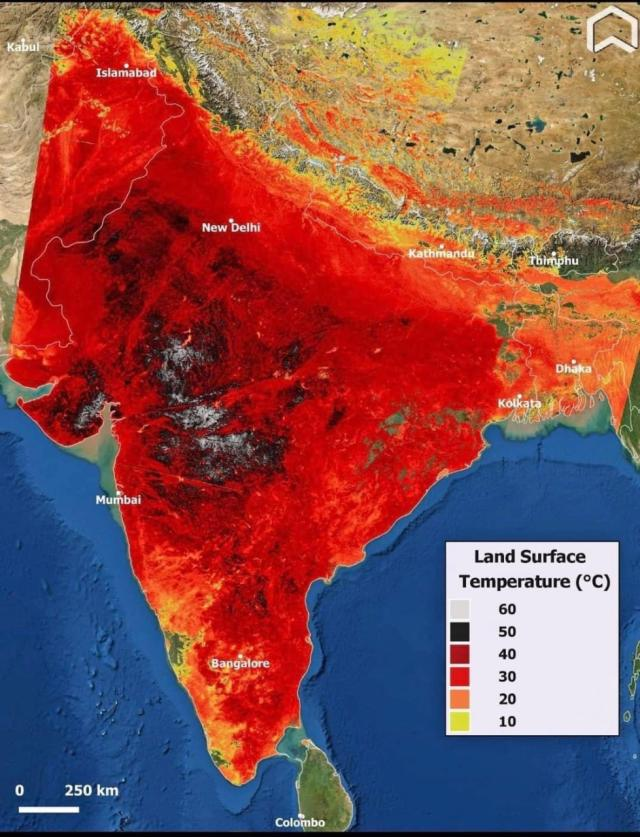 Kabul
Islamabad
New Delhi
Kathmandu
Thimphu
Dhaka
Kolkata
Mumbai
Land Surface
Temperature (°C)
60
50
40
30
20
10
Bangalore
0 250 km
Colombo